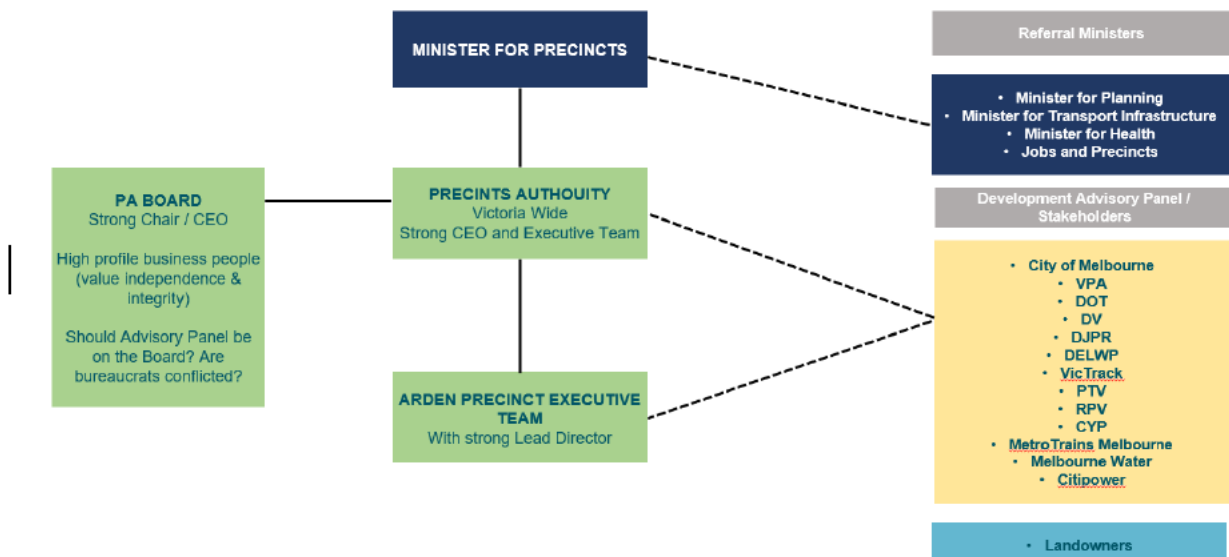 MINISTER FOR PRECINCTS
Referral Ministers
• Minister for Planning
• Minister for Transport Infrastructure
• Minister for Health
• Jobs and Precincts
PA BOARD
Strong Chair / CEO
High profile business people
(value independence &
integrity)
Should Advisory Panel be
on the Board? Are
bureaucrats conflicted?
PRECINTS AUTHOUITY
Victoria Wide
Strong CEO and Executive Team
ARDEN PRECINCT EXECUTIVE
TEAM
With strong Lead Director
Development Advisory Panel /
Stakeholders
• City of Melbourne
• VPA
• DOT
• DV
• DJPR
• DELWP
• VicTrack
• PTV
• RPV
• CYP
• MetroTrains Melbourne
• Melbourne Water
• Citipower
• Landowners